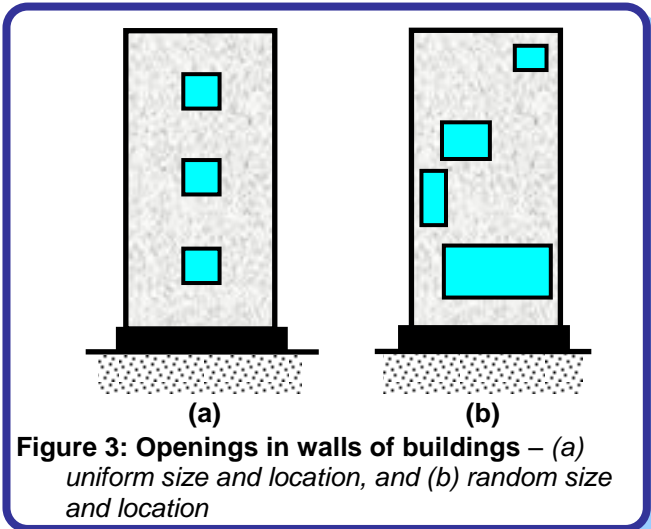 (a) (b)
Figure 3: Openings in walls of buildings – (a)
uniform size and location, and (b) random size
and location